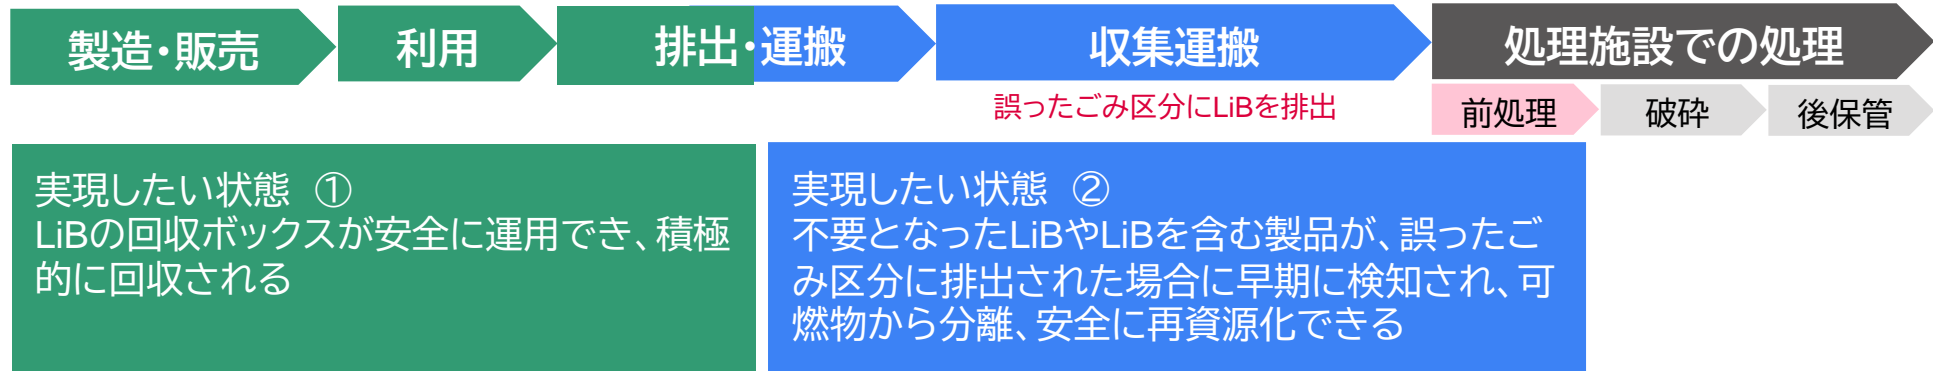 製造・販売
利用
排出・運搬
収集運搬
処理施設での処理
誤ったごみ区分にLiBを排出
前処理
破砕
後保管
実現したい状態　①
LiBの回収ボックスが安全に運用でき、積極
的に回収される
実現したい状態　②
不要となったLiBやLiBを含む製品が、誤ったご
み区分に排出された場合に早期に検知され、可
燃物から分離、安全に再資源化できる